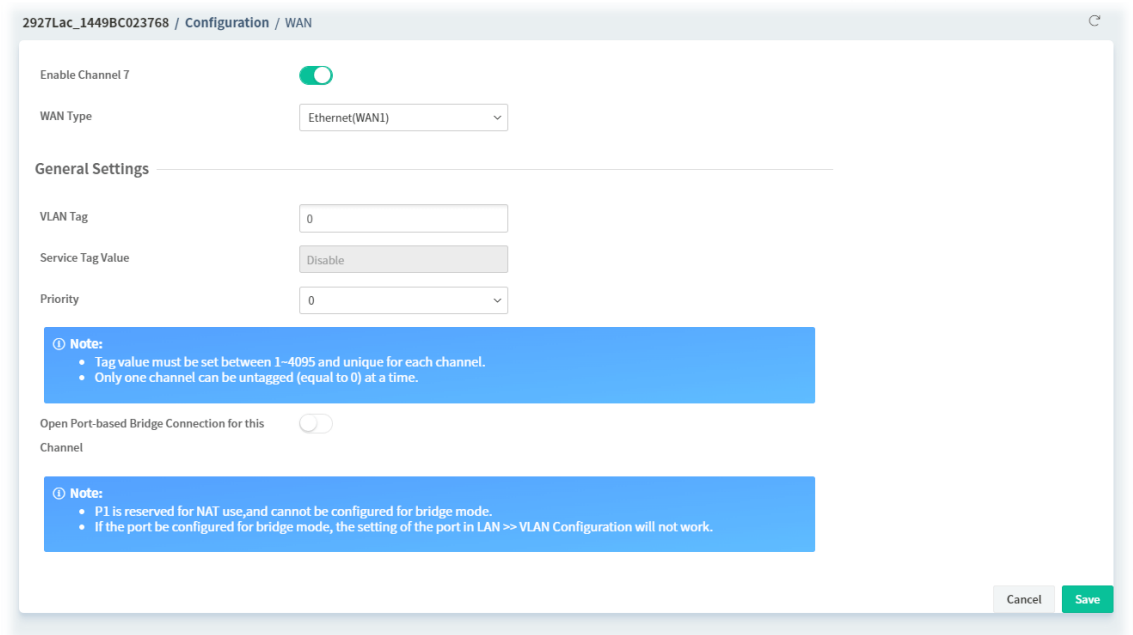 2927Lac_1449BC023768 / Configuration / WAN
Enable Channel 7
WAN Type
Ethernet(WAN1)
General Settings
VLAN Tag
0
Service Tag Value
Disable
Priority
0
Note:
• Tag value must be set between 1~4095 and unique for each channel.
• Only one channel can be untagged (equal to 0) at a time.
Open Port-based Bridge Connection for this
Channel
Note:
• P1 is reserved for NAT use,and cannot be configured for bridge mode.
• If the port be configured for bridge mode, the setting of the port in LAN >> VLAN Configuration will not work.
Cancel Save